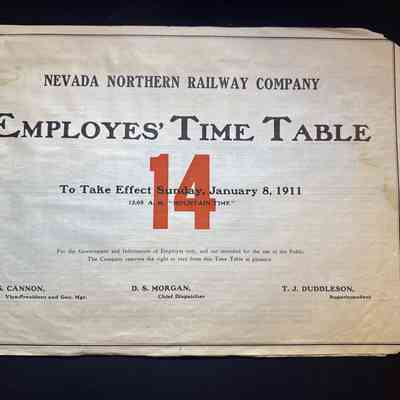 NEVADA NORTHERN RAILWAY COMPANY
EMPLOYES' TIME TABLE
14
To Take Effect Sunday, January 8, 1911
12:05 A. M. "MOUNTAIN TIME"
For the Government and Information of Employes only, and not intended for the use of the Public.
The Company reserves the right to vary from this Time Table at pleasure.
CANNON, D. S. MORGAN, T. J. DUDDLESON,
Vice-President and Gen. Mgr. Chief Dispatcher Superintendent